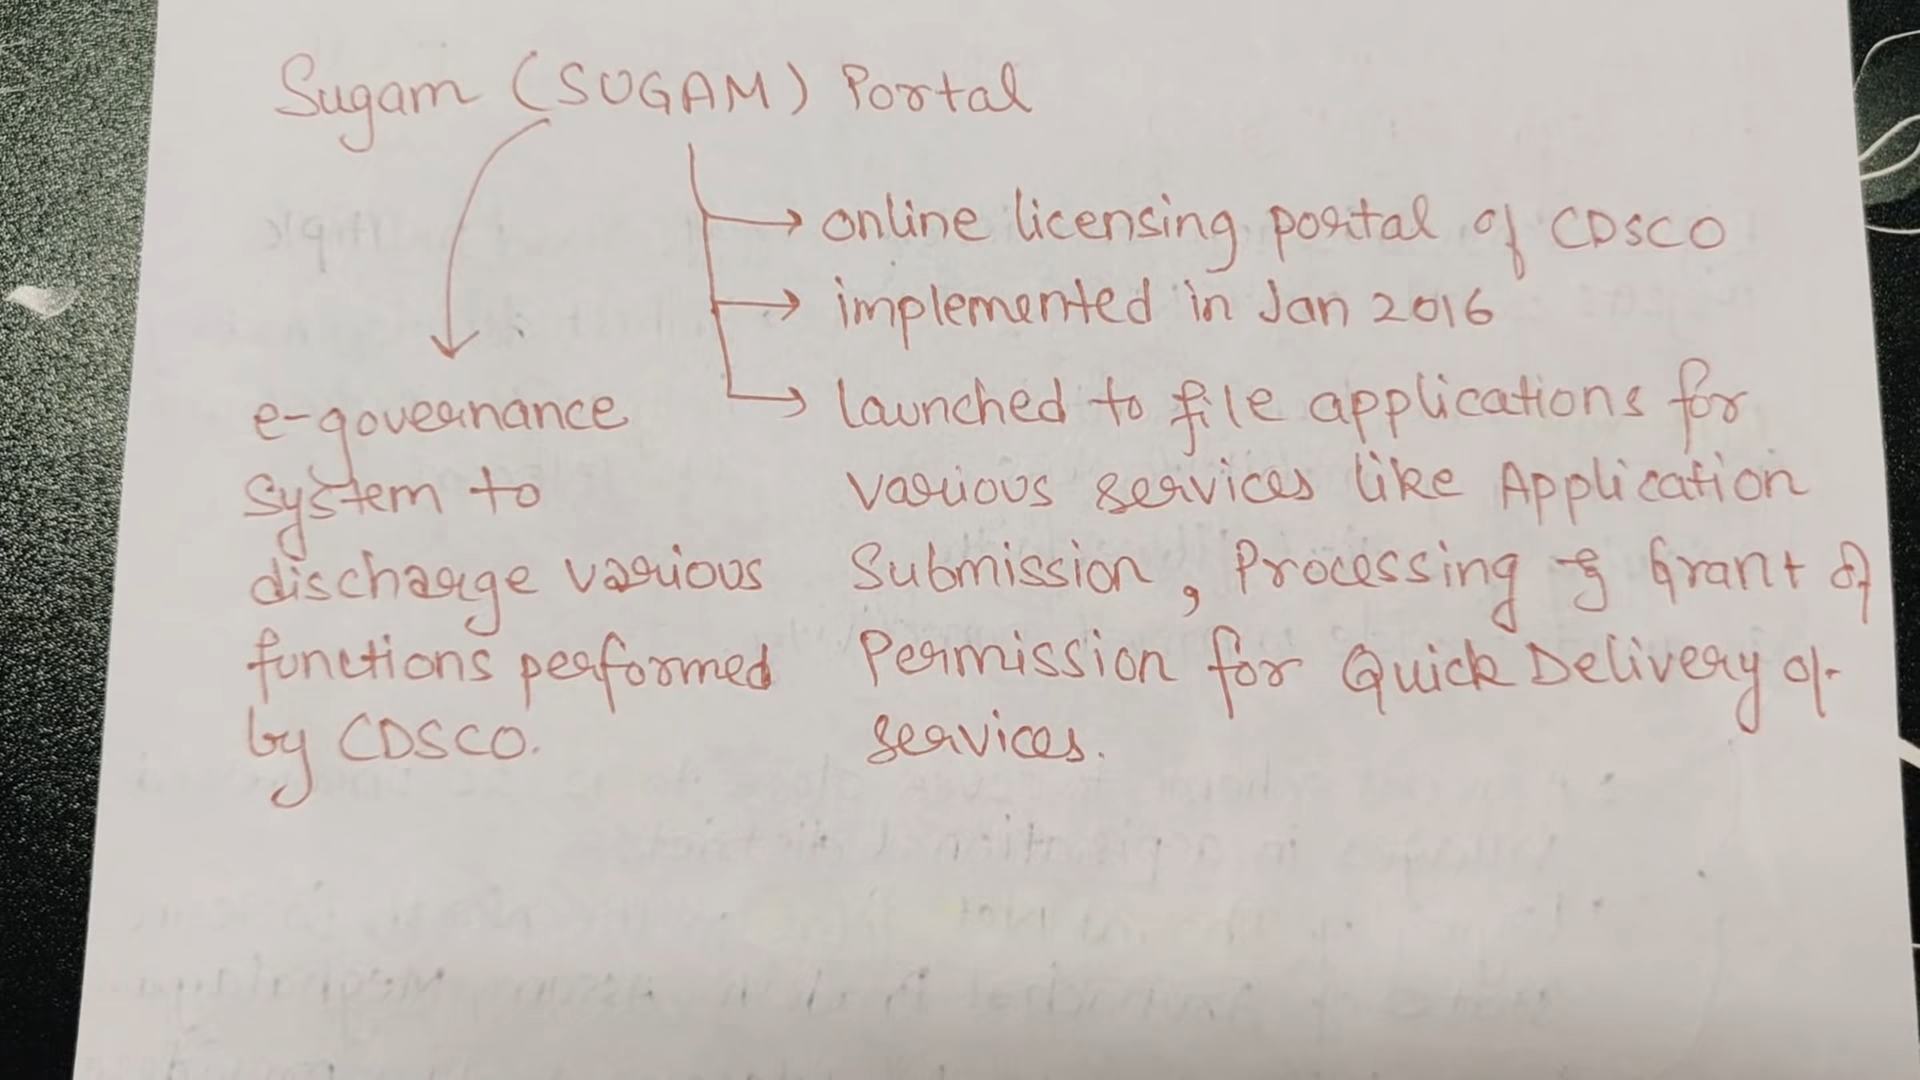 Sugam (SUGAM) Portal
→ online licensing portal of CDSCO
→ implemented in Jan 2016
→ launched to file applications for
various services like Application
Submission, Processing & Grant of
Permission for Quick Delivery of
services.
e-governance
system to
discharge various
functions performed
by CDSCO.